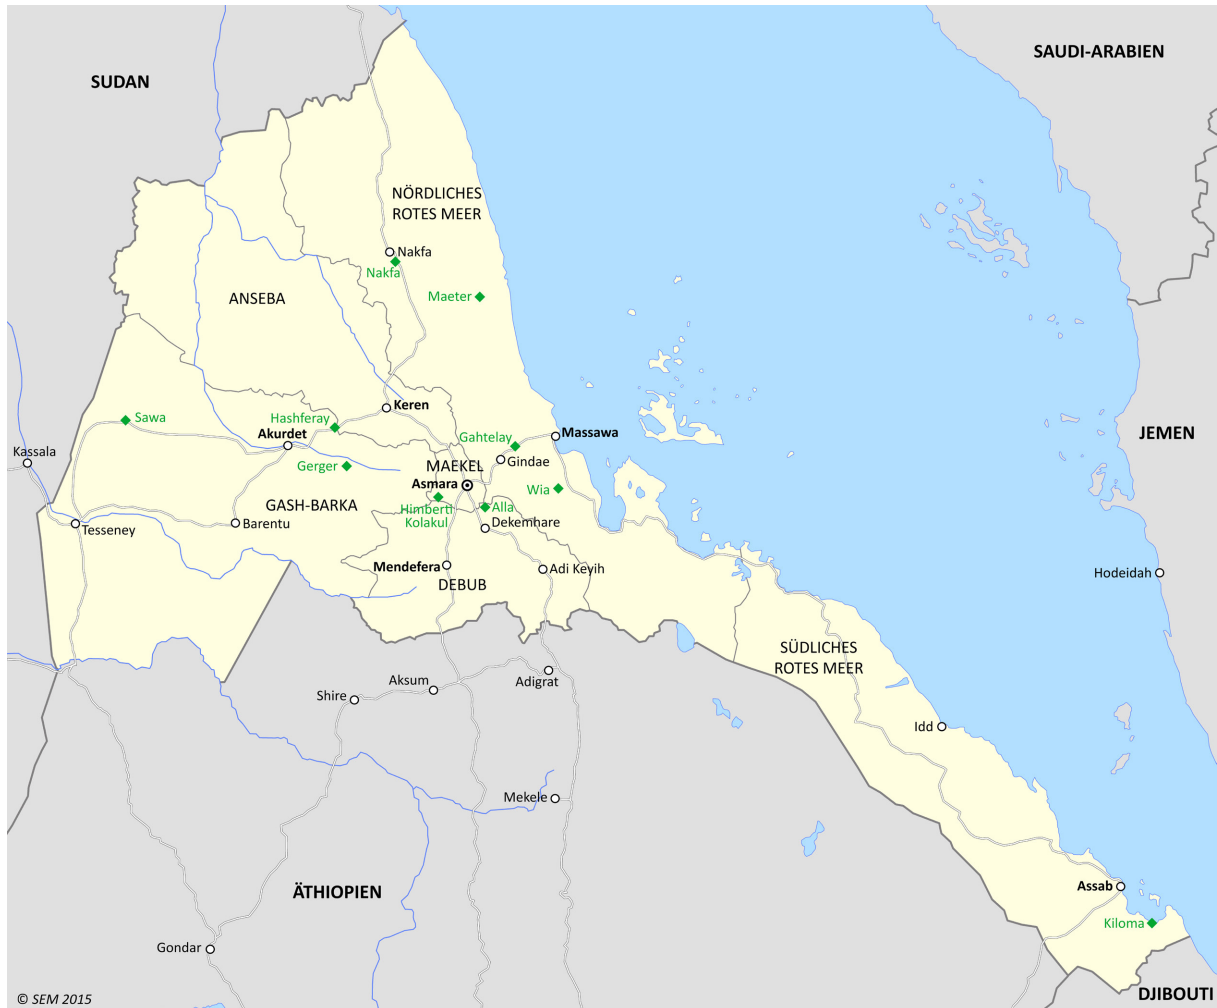 SAUDI-ARABIEN
SUDAN
NÖRDLICHES
ROTES MEER
Nakfa
Nakfa
Maeter
ANSEBA
Keren
Sawa
Hashferay
Akurdet
Massawa
JEMEN
Gahtelay
Kassala
Gindae
MAEKEL
Gerger
Asmara
Wia
GASH-BARKA
Himberti
Kolakul
Alla
Tesseney
Barentu
Dekemhare
Mendefera
Adi Keyih
Hodeidah
DEBUB
SÜDLICHES
ROTES MEER
Aksum
Adigrat
Shire
Idd
Mekele
ÄTHIOPIEN
Assab
Kiloma
Gondar
DJIBOUTI
© SEM 2015